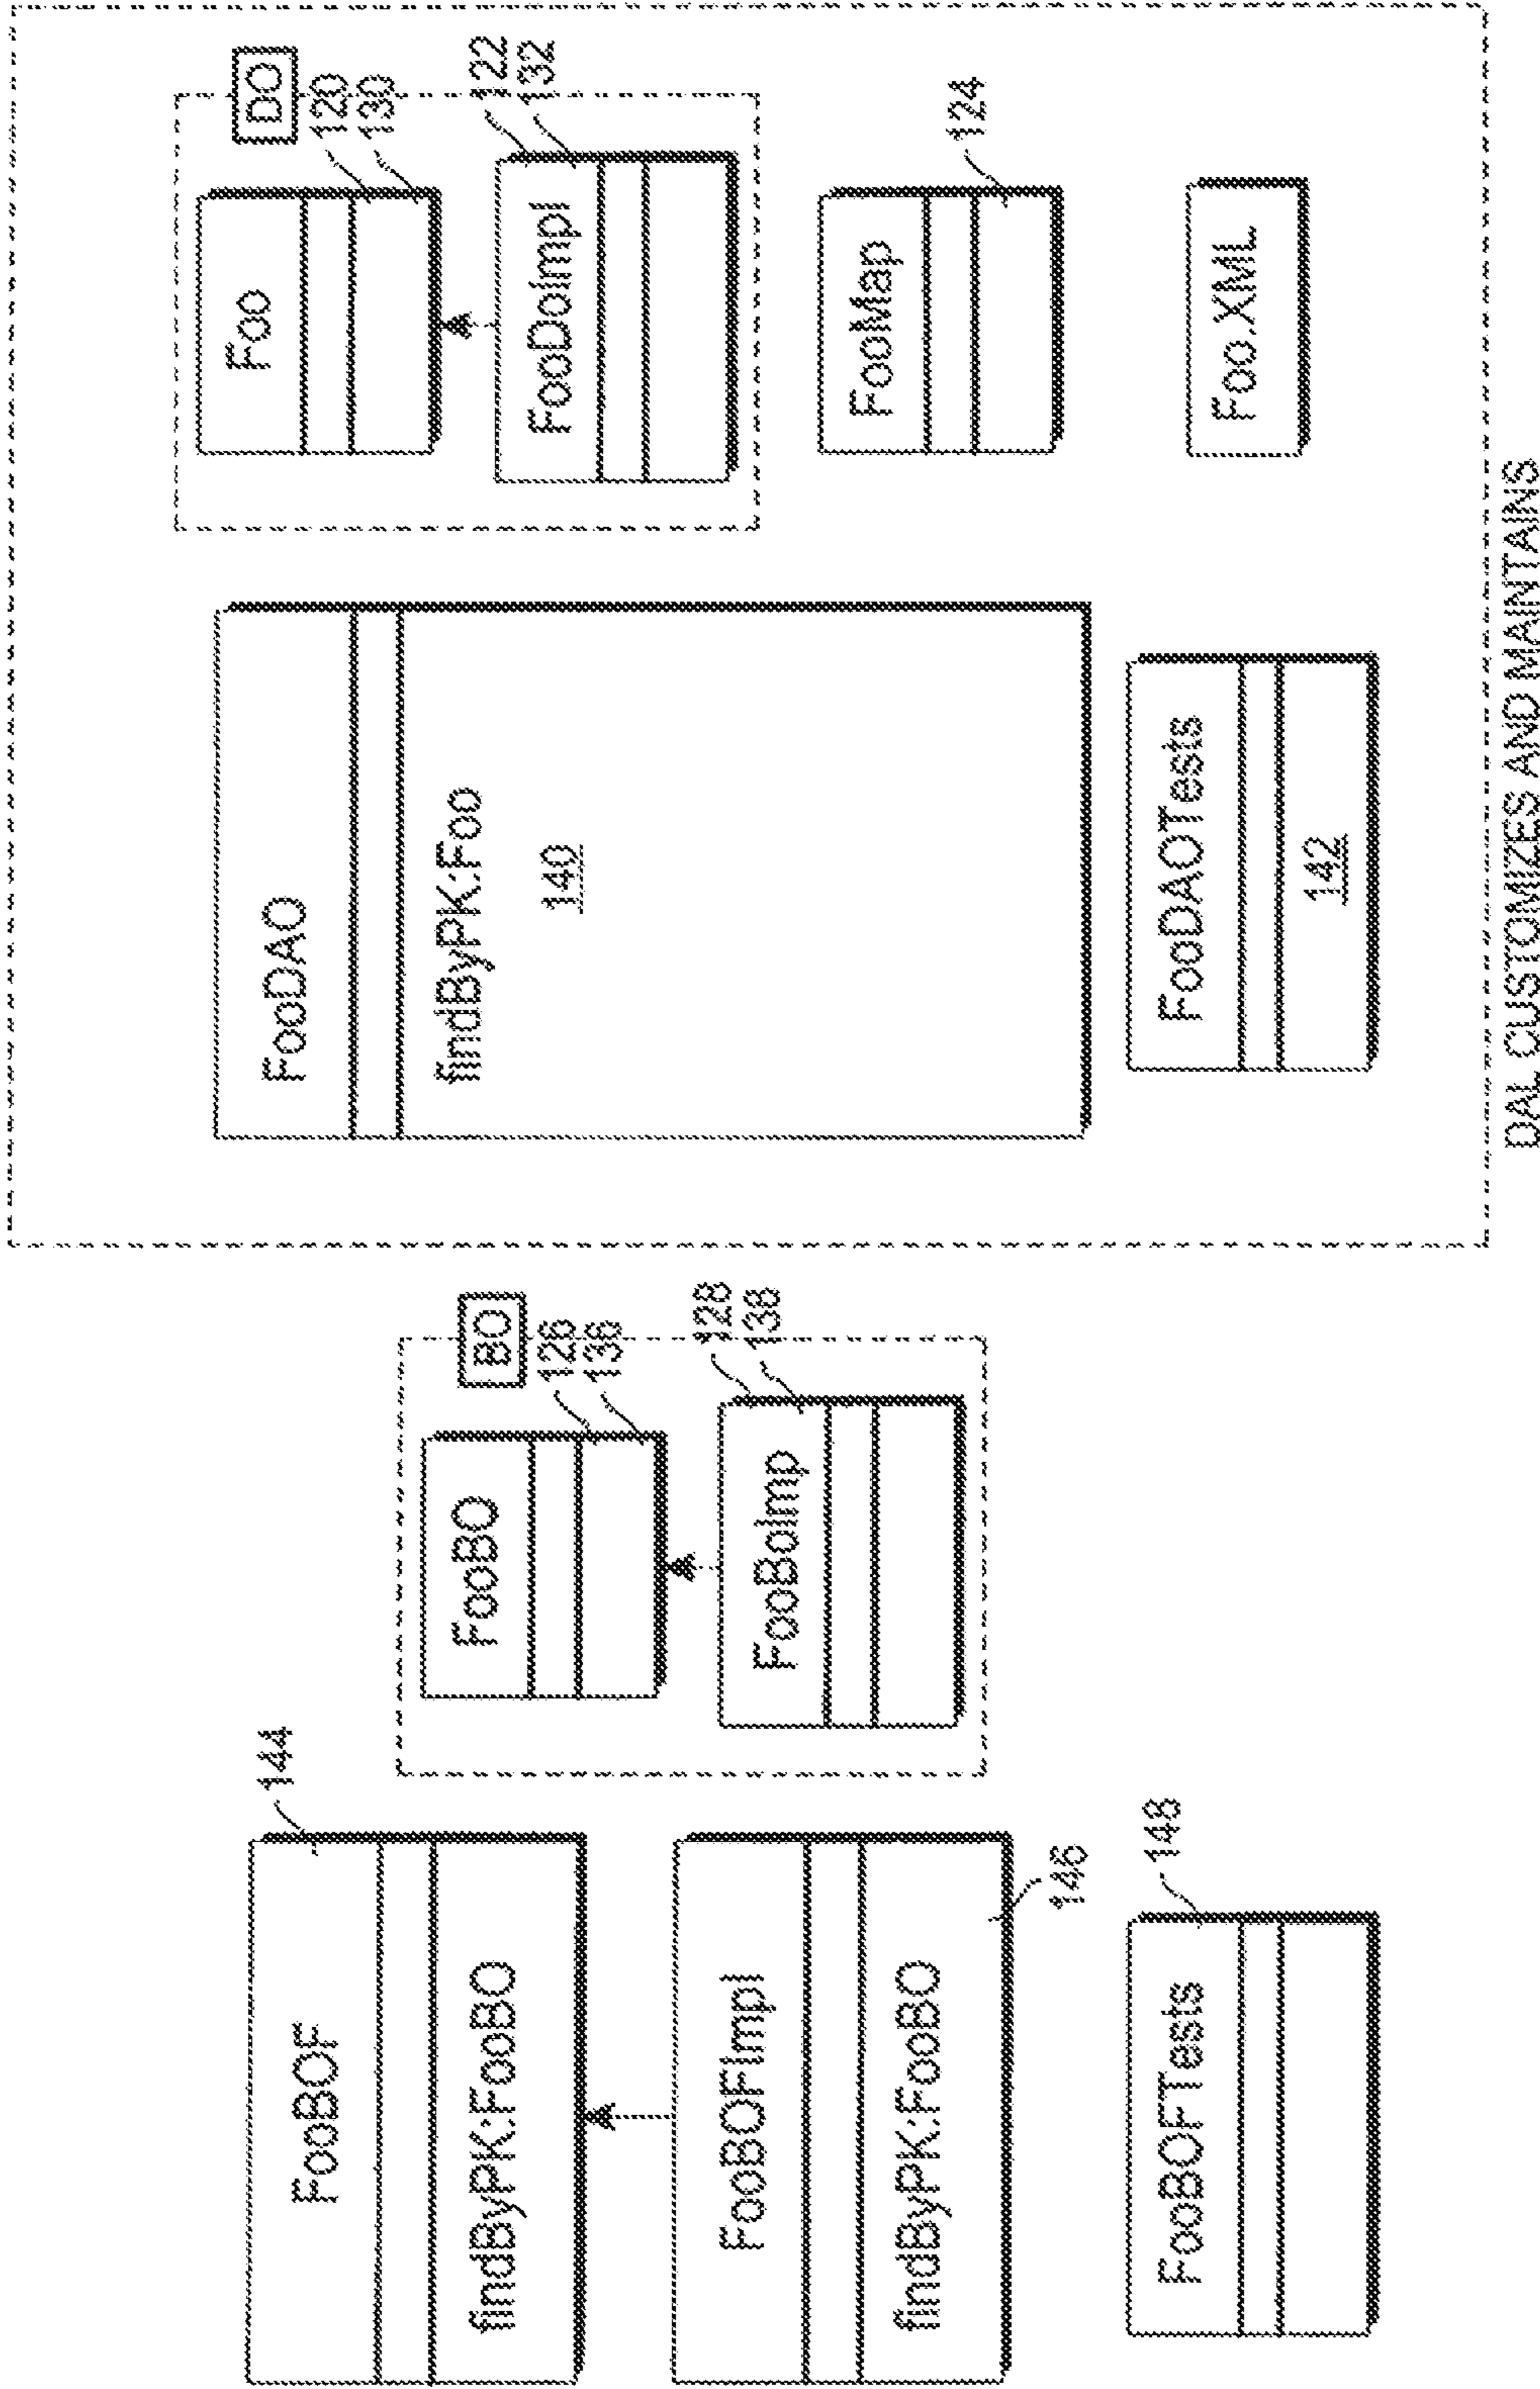 FooBOF
144
findByPK:FooBO
FooBOFImpl
findByPK:FooBO
146
FooBOFTests
148
BO
FooBO
126
136
FooBoImp
128
138
FooDAO
findByPK:Foo
140
FooDAOTests
142
DO
Foo
120
130
FooDoImpl
122
132
FooMap
124
Foo.XML
DAL CUSTOMIZES AND MAINTAINS